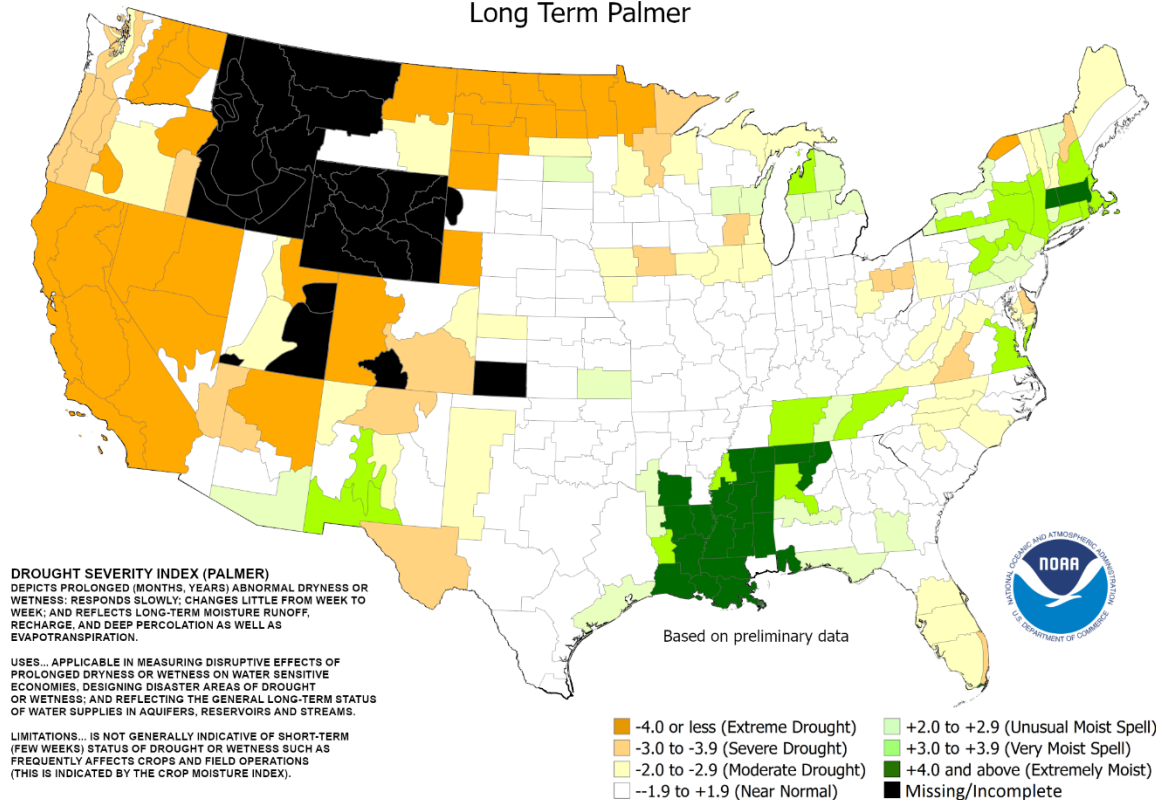 Long Term Palmer
DROUGHT SEVERITY INDEX (PALMER)
DEPICTS PROLONGED (MONTHS, YEARS) ABNORMAL DRYNESS OR
WETNESS: RESPONDS SLOWLY; CHANGES LITTLE FROM WEEK TO
WEEK; AND REFLECTS LONG-TERM MOISTURE RUNOFF,
RECHARGE, AND DEEP PERCOLATION AS WELL AS
EVAPOTRANSPIRATION.
USES... APPLICABLE IN MEASURING DISRUPTIVE EFFECTS OF
PROLONGED DRYNESS OR WETNESS ON WATER SENSITIVE
ECONOMIES, DESIGNING DISASTER AREAS OF DROUGHT
OR WETNESS; AND REFLECTING THE GENERAL LONG-TERM STATUS
OF WATER SUPPLIES IN AQUIFERS, RESERVOIRS AND STREAMS.
LIMITATIONS... IS NOT GENERALLY INDICATIVE OF SHORT-TERM
(FEW WEEKS) STATUS OF DROUGHT OR WETNESS SUCH AS
FREQUENTLY AFFECTS CROPS AND FIELD OPERATIONS
(THIS IS INDICATED BY THE CROP MOISTURE INDEX).
Based on preliminary data
NATIONAL OCEANIC AND ATMOSPHERIC ADMINISTRATION
NOAA
U.S. DEPARTMENT OF COMMERCE
-4.0 or less (Extreme Drought)
-3.0 to -3.9 (Severe Drought)
-2.0 to -2.9 (Moderate Drought)
--1.9 to +1.9 (Near Normal)
+2.0 to +2.9 (Unusual Moist Spell)
+3.0 to +3.9 (Very Moist Spell)
+4.0 and above (Extremely Moist)
Missing/Incomplete